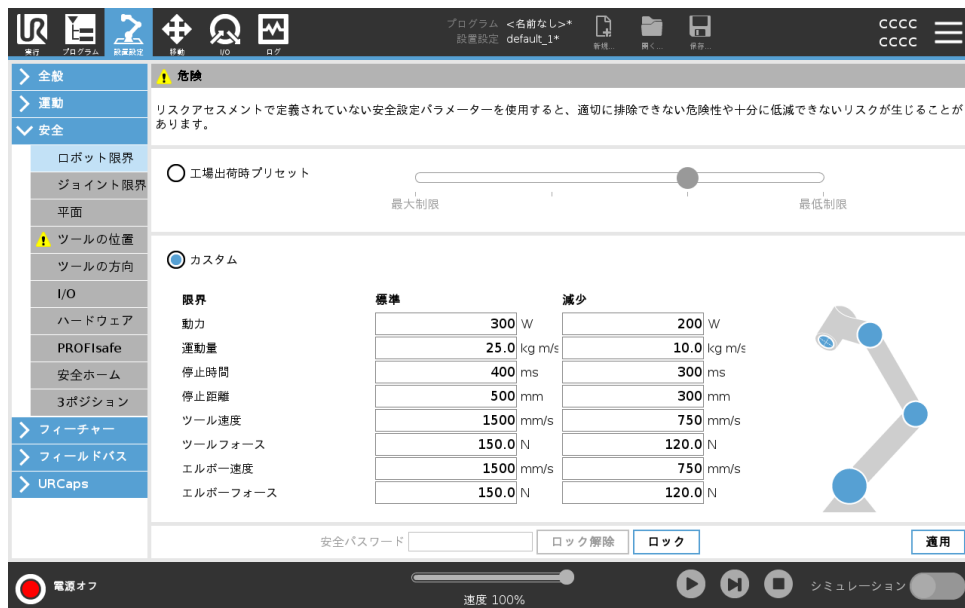 プログラム <名前なし>*
設置設定 default_1*
CCCC
CCCC
実行 プログラム 設置設定 移動 I/O ログ 新規... 開く... 保存...
全般
運動
安全
ロボット限界
ジョイント限界
平面
ツールの位置
ツールの方向
I/O
ハードウェア
PROFIsafe
安全ホーム
3ポジション
フィーチャー
フィールドバス
URCaps
危険
リスクアセスメントで定義されていない安全設定パラメーターを使用すると、適切に排除できない危険性や十分に低減できないリスクが生じることが
あります。
工場出荷時プリセット
最大制限 最低制限
カスタム
限界 標準 減少
動力 300 W 200 W
運動量 25.0 kg m/s 10.0 kg m/s
停止時間 400 ms 300 ms
停止距離 500 mm 300 mm
ツール速度 1500 mm/s 750 mm/s
ツールフォース 150.0 N 120.0 N
エルボー速度 1500 mm/s 750 mm/s
エルボーフォース 150.0 N 120.0 N
安全パスワード ロック解除 ロック 適用
電源オフ 速度 100% シミュレーション